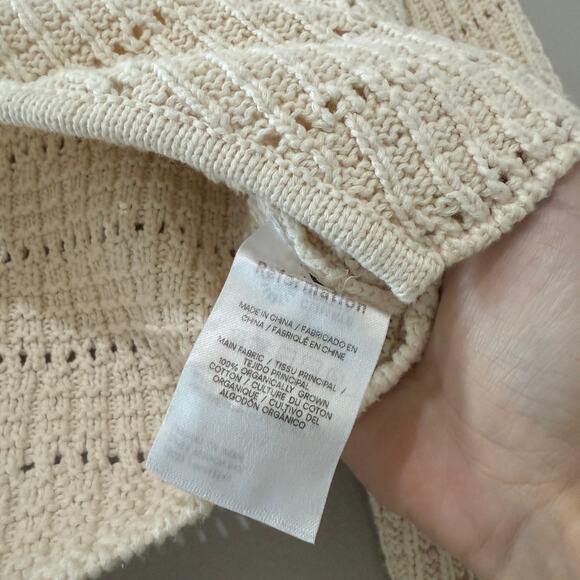 Reformation
MADE IN CHINA / FABRICADO EN
CHINA / FABRIQUÉ EN CHINE
MAIN FABRIC / TISSU PRINCIPAL /
TEJIDO PRINCIPAL
100% ORGANICALLY GROWN
COTTON / CULTURE DU COTON
ORGANIQUE / CULTIVO DEL
ALGODÓN ORGÁNICO